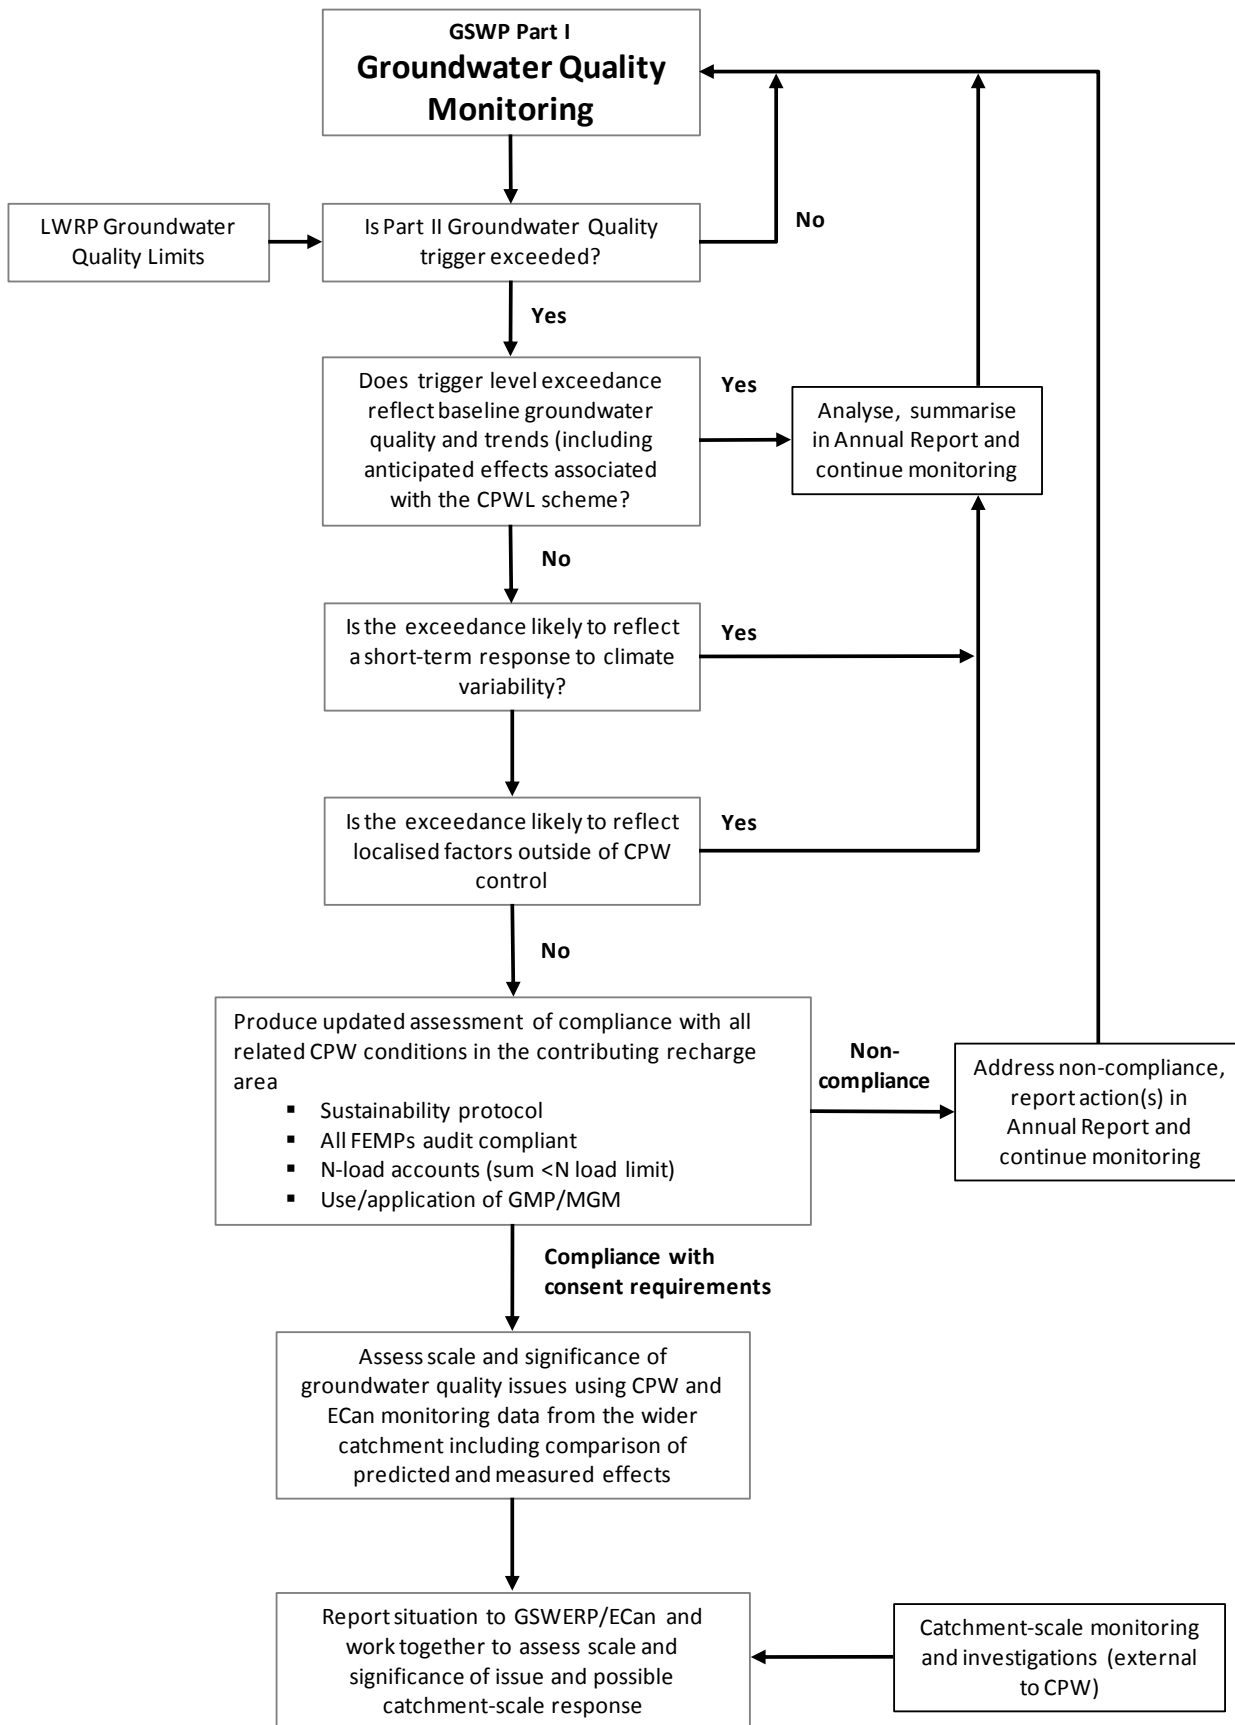 GSWP Part I
Groundwater Quality
Monitoring
LWRP Groundwater
Quality Limits
Is Part II Groundwater Quality
trigger exceeded?
No
Yes
Does trigger level exceedance
reflect baseline groundwater
quality and trends (including
anticipated effects associated
with the CPWL scheme?
Yes
Analyse, summarise
in Annual Report and
continue monitoring
No
Is the exceedance likely to reflect
a short-term response to climate
variability?
Yes
Is the exceedance likely to reflect
localised factors outside of CPW
control
Yes
No
Produce updated assessment of compliance with all
related CPW conditions in the contributing recharge
area
▪ Sustainability protocol
▪ All FEMPs audit compliant
▪ N-load accounts (sum <N load limit)
▪ Use/application of GMP/MGM
Non-
compliance
Address non-compliance,
report action(s) in
Annual Report and
continue monitoring
Compliance with
consent requirements
Assess scale and significance of
groundwater quality issues using CPW and
ECan monitoring data from the wider
catchment including comparison of
predicted and measured effects
Report situation to GSWERP/ECan and
work together to assess scale and
significance of issue and possible
catchment-scale response
Catchment-scale monitoring
and investigations (external
to CPW)